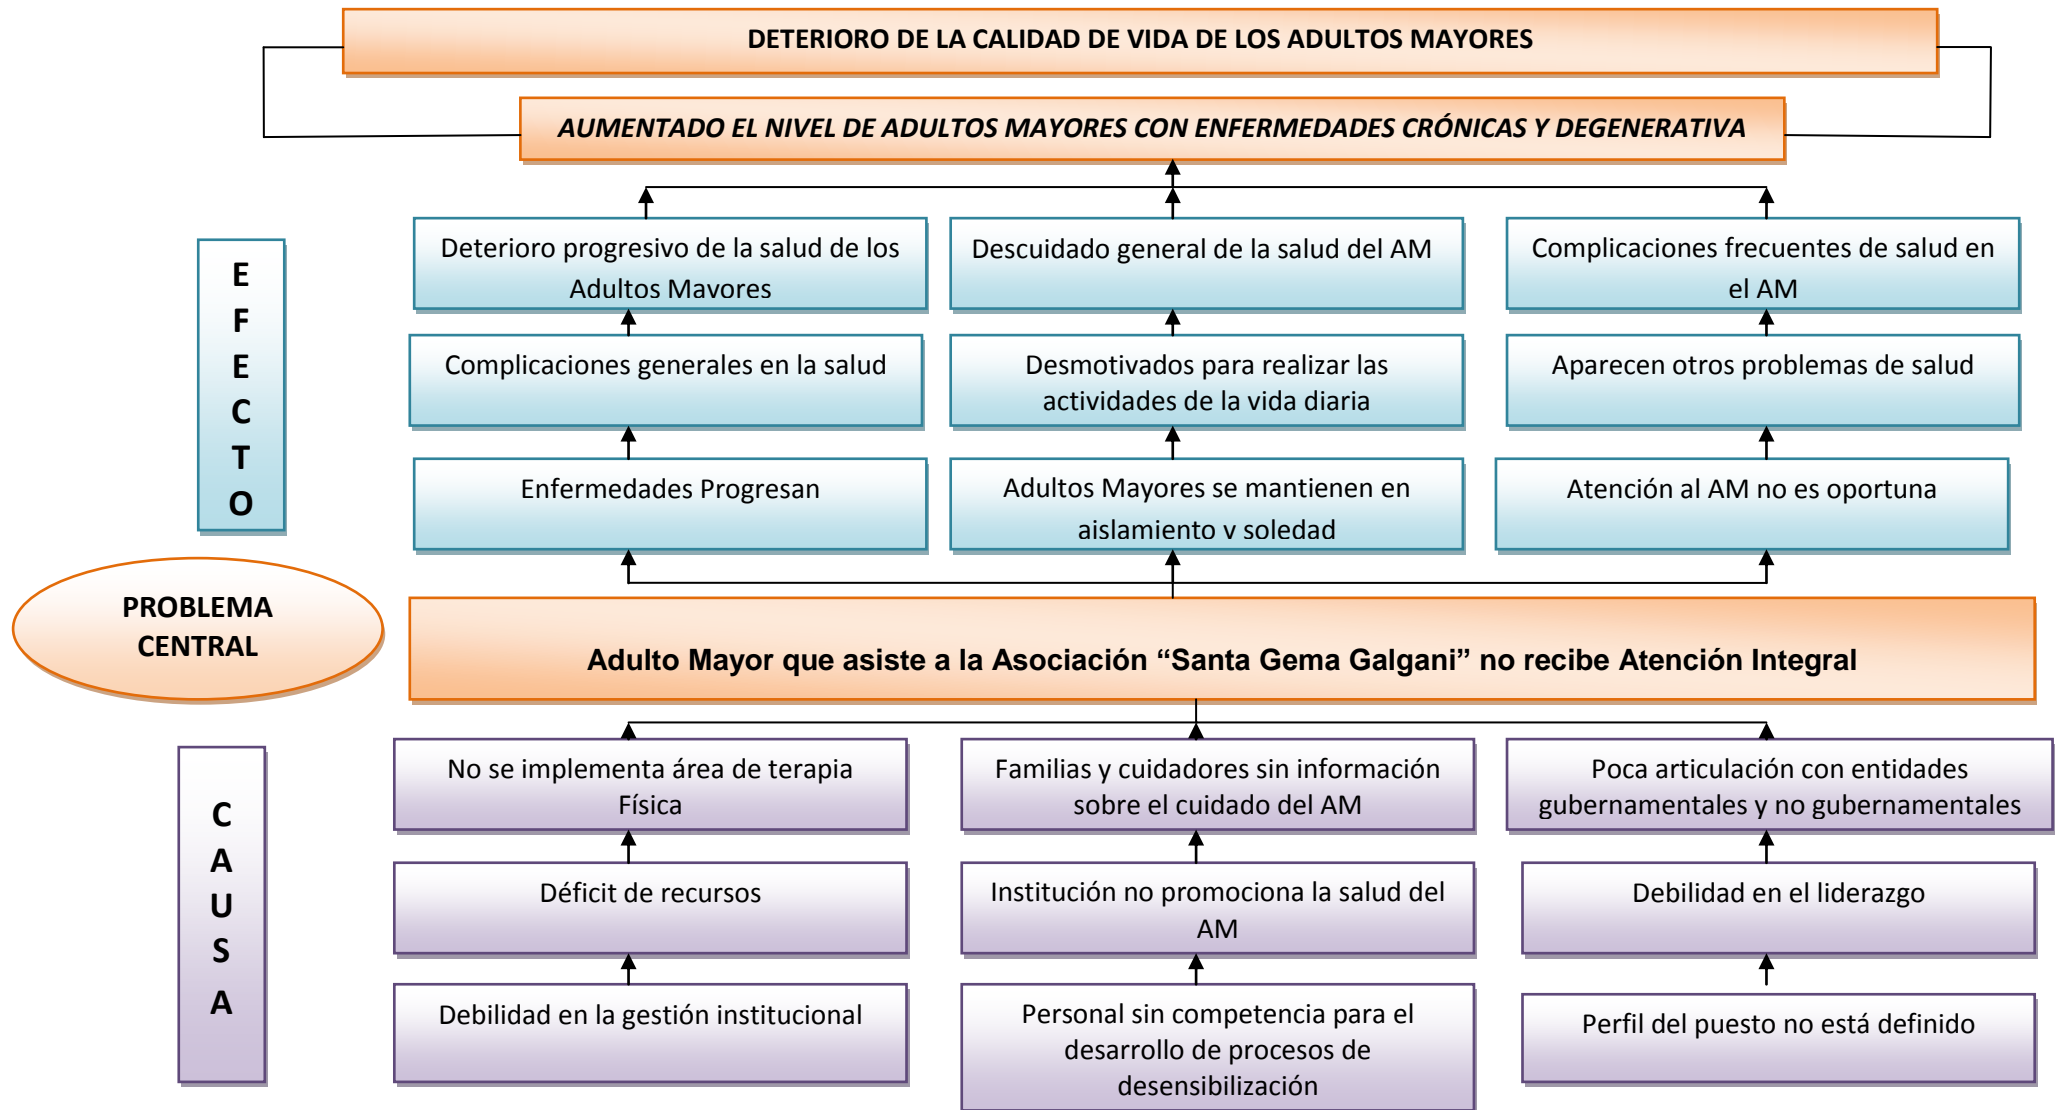 DETERIORO DE LA CALIDAD DE VIDA DE LOS ADULTOS MAYORES
AUMENTADO EL NIVEL DE ADULTOS MAYORES CON ENFERMEDADES CRÓNICAS Y DEGENERATIVA
E
F
E
C
T
O
Deterioro progresivo de la salud de los
Adultos Mayores
Descuidado general de la salud del AM
Complicaciones frecuentes de salud en
el AM
Complicaciones generales en la salud
Desmotivados para realizar las
actividades de la vida diaria
Aparecen otros problemas de salud
Enfermedades Progresan
Adultos Mayores se mantienen en
aislamiento y soledad
Atención al AM no es oportuna
PROBLEMA
CENTRAL
Adulto Mayor que asiste a la Asociación “Santa Gema Galgani” no recibe Atención Integral
C
A
U
S
A
No se implementa área de terapia
Física
Familias y cuidadores sin información
sobre el cuidado del AM
Poca articulación con entidades
gubernamentales y no gubernamentales
Déficit de recursos
Institución no promociona la salud del
AM
Debilidad en el liderazgo
Debilidad en la gestión institucional
Personal sin competencia para el
desarrollo de procesos de
desensibilización
Perfil del puesto no está definido